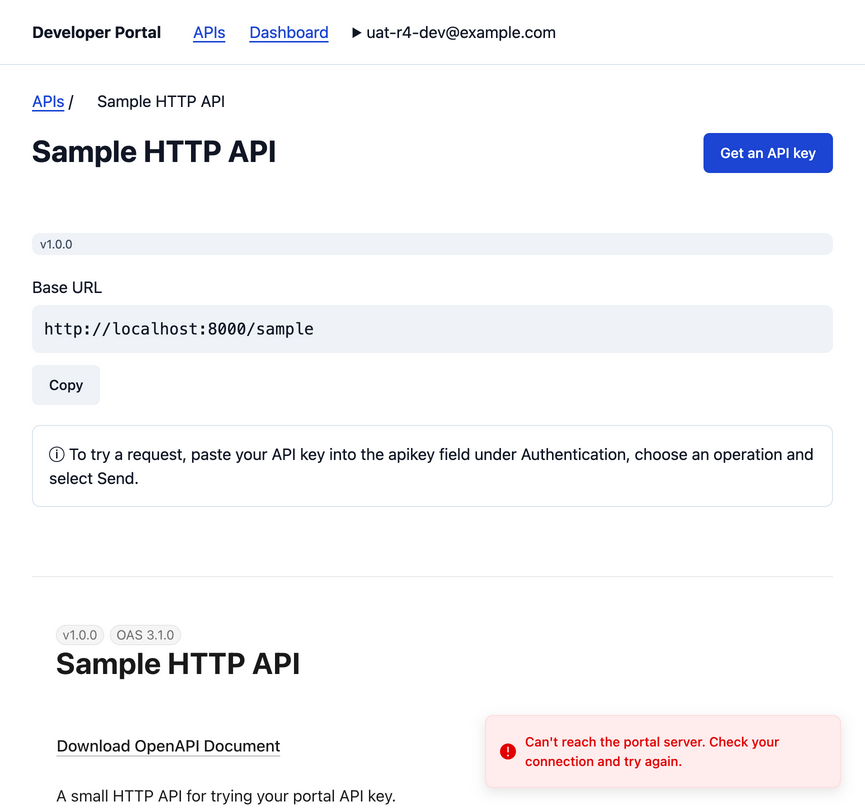 Developer Portal APIs Dashboard ▶ uat-r4-dev@example.com
APIs / Sample HTTP API
Sample HTTP API
Get an API key
v1.0.0
Base URL
http://localhost:8000/sample
Copy
ⓘ To try a request, paste your API key into the apikey field under Authentication, choose an operation and
select Send.
v1.0.0 OAS 3.1.0
Sample HTTP API
Download OpenAPI Document
Can't reach the portal server. Check your
connection and try again.
A small HTTP API for trying your portal API key.